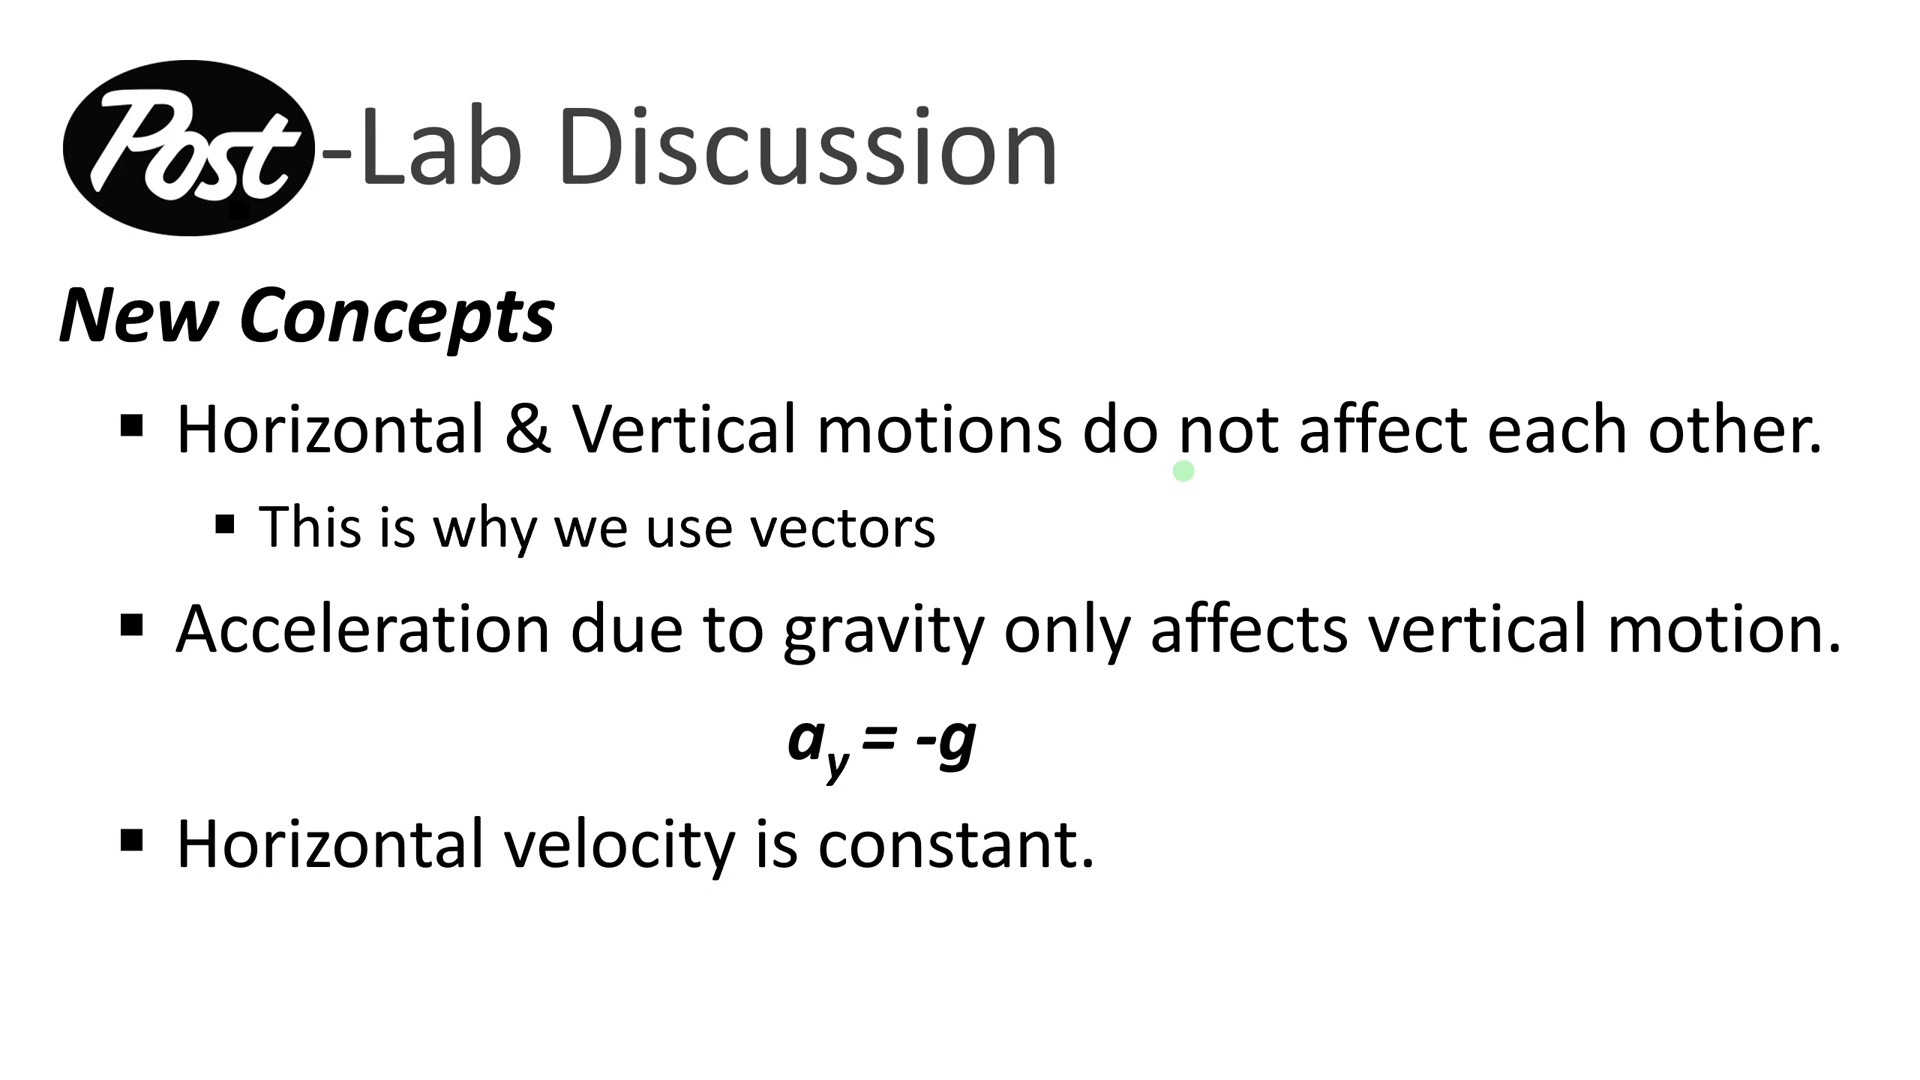 Post-Lab Discussion
New Concepts
▪ Horizontal & Vertical motions do not affect each other.
▪ This is why we use vectors
▪ Acceleration due to gravity only affects vertical motion.
a_y = -g
▪ Horizontal velocity is constant.